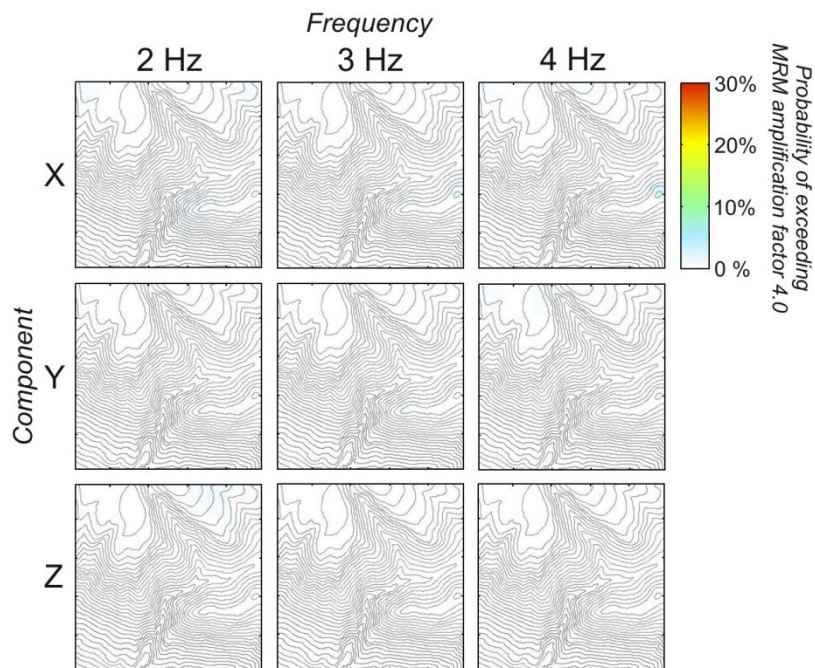 Frequency
2 Hz
3 Hz
4 Hz
X
Y
Z
Component
30%
20%
10%
0 %
Probability of exceeding
MRM amplification factor 4.0